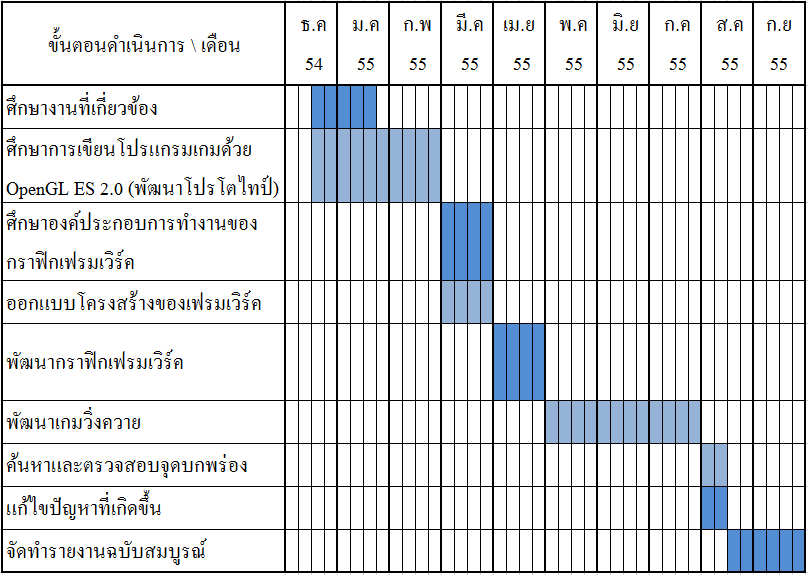 ขั้นตอนดำเนินการ \ เดือน
ธ.ค ม.ค ก.พ มี.ค เม.ย พ.ค มิ.ย ก.ค ส.ค ก.ย
54 55 55 55 55 55 55 55 55 55
ศึกษางานที่เกี่ยวข้อง
ศึกษาการเขียนโปรแกรมเกมด้วย
OpenGL ES 2.0 (พัฒนาโปรโตไทป์)
ศึกษาองค์ประกอบการทำงานของ
กราฟิกเฟรมเวิร์ค
ออกแบบโครงสร้างของเฟรมเวิร์ค
พัฒนากราฟิกเฟรมเวิร์ค
พัฒนาเกมวิ่งควาย
ค้นหาและตรวจสอบจุดบกพร่อง
แก้ไขปัญหาที่เกิดขึ้น
จัดทำรายงานฉบับสมบูรณ์